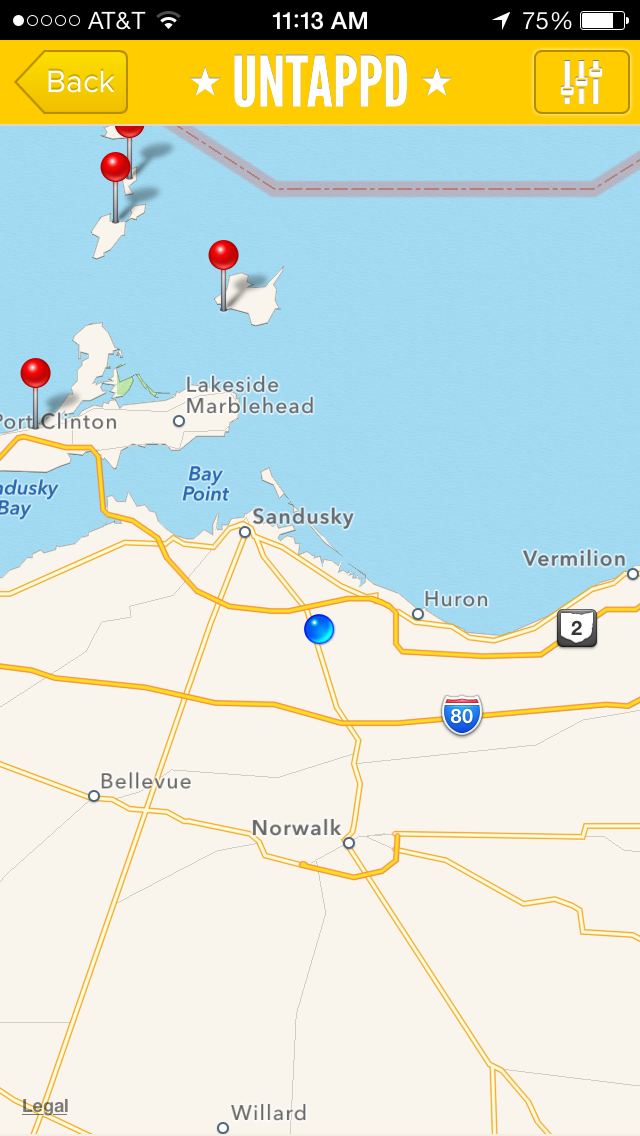 AT&T 11:13 AM 75%
Back ★ UNTAPPD ★
Lakeside
Marblehead
Port Clinton
Bay
Point
ndusky
Bay
Sandusky
Vermilion
Huron
2
80
Bellevue
Norwalk
Legal
Willard